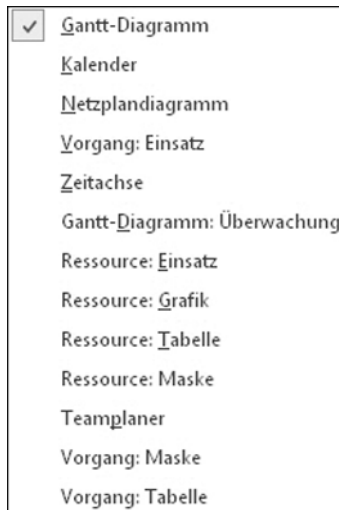 Gantt-Diagramm
Kalender
Netzplandiagramm
Vorgang: Einsatz
Zeitachse
Gantt-Diagramm: Überwachung
Ressource: Einsatz
Ressource: Grafik
Ressource: Tabelle
Ressource: Maske
Teamplaner
Vorgang: Maske
Vorgang: Tabelle